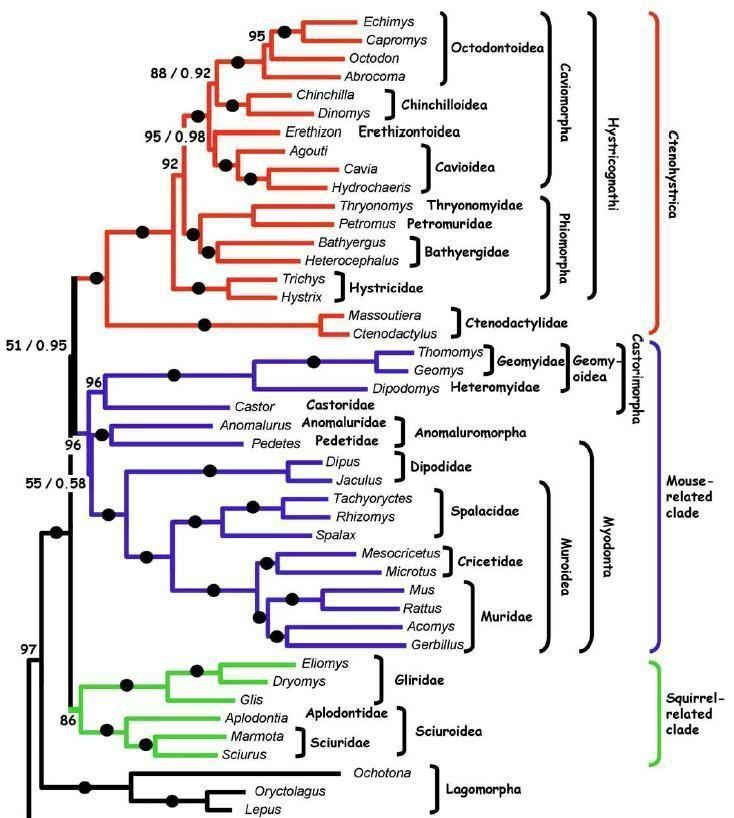 Echimys
95
Capromys
Octodontoidea
Octodon
88 / 0.92
Abrocoma
Chinchilla
Chinchilloidea
Dinomys
Caviomorpha
95 / 0.98
Erethizon Erethizontoidea
Agouti
92
Cavia
Cavioidea
Hydrochaeris
Hystricognathi
Ctenohystrica
Thryonomys Thryonomyidae
Petromus Petromuridae
Bathyergus
Bathyergidae
Heterocephalus
Phiomorpha
Trichys
Hystricidae
Hystrix
Massoutiera
Ctenodactylidae
Ctenodactylus
51 / 0.95
Thomomys
Geomyidae
Geomys
Geomy-
oidea
Castorimorpha
96
Dipodomys Heteromyidae
Castor Castoridae
Anomalurus Anomaluridae
Anomaluromorpha
Pedetes Pedetidae
96
Dipus
Dipodidae
Jaculus
55 / 0.58
Mouse-
related
clade
Tachyoryctes
Rhizomys
Spalacidae
Spalax
Myodonta
Muroidea
Mesocricetus
Cricetidae
Microtus
Mus
Rattus
Muridae
Acomys
Gerbillus
97
Eliomys
Dryomys
Gliridae
Glis
Squirrel-
related
clade
86
Aplodontia Aplodontidae
Sciuroidea
Marmota
Sciuridae
Sciurus
Ochotona
Oryctolagus
Lagomorpha
Lepus